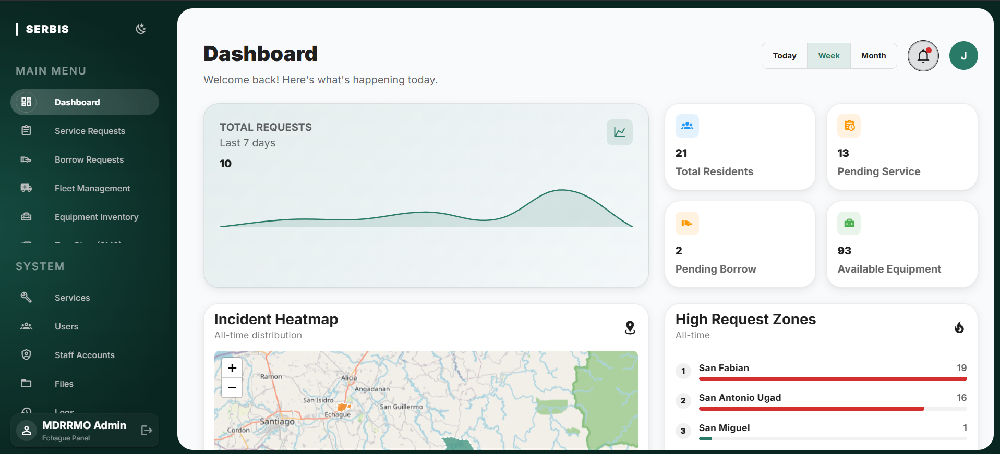 SERBIS
MAIN MENU
Dashboard
Service Requests
Borrow Requests
Fleet Management
Equipment Inventory
SYSTEM
Services
Users
Staff Accounts
Files
Logs
MDRRMO Admin
Echague Panel
Dashboard
Welcome back! Here's what's happening today.
Today
Week
Month
J
TOTAL REQUESTS
Last 7 days
10
21
Total Residents
13
Pending Service
2
Pending Borrow
93
Available Equipment
Incident Heatmap
All-time distribution
+
−
Ramon
Alicia
Angadanan
San Isidro
San Guillermo
Echague
Santiago
Cordon
High Request Zones
All-time
1
San Fabian
19
2
San Antonio Ugad
16
3
San Miguel
1